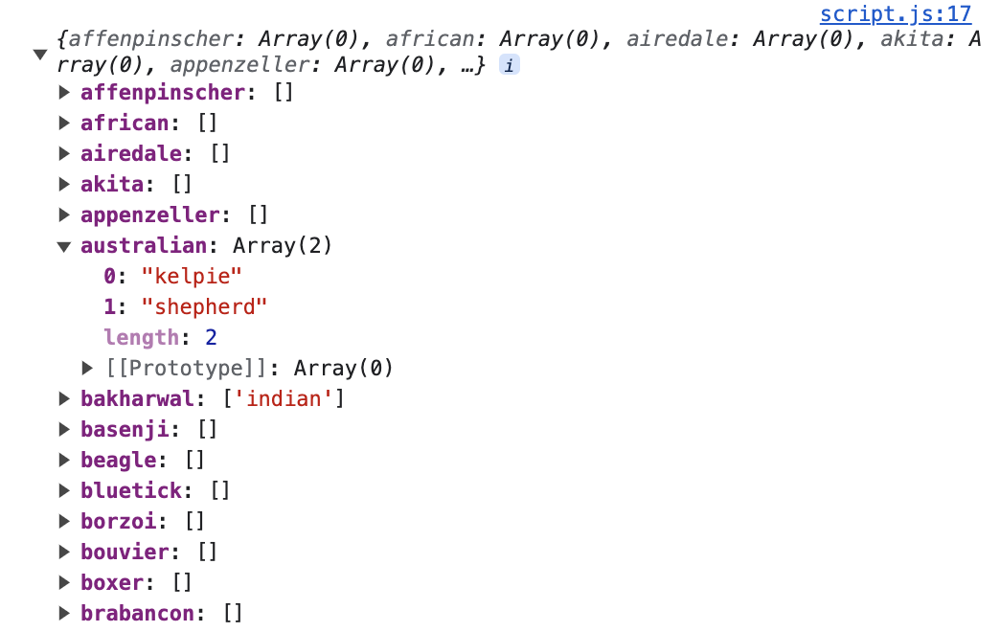 script.js:17
{affenpinscher: Array(0), african: Array(0), airedale: Array(0), akita: A
rray(0), appenzeller: Array(0), …} i
affenpinscher: []
african: []
airedale: []
akita: []
appenzeller: []
australian: Array(2)
0: "kelpie"
1: "shepherd"
length: 2
[[Prototype]]: Array(0)
bakharwal: ['indian']
basenji: []
beagle: []
bluetick: []
borzoi: []
bouvier: []
boxer: []
brabancon: []